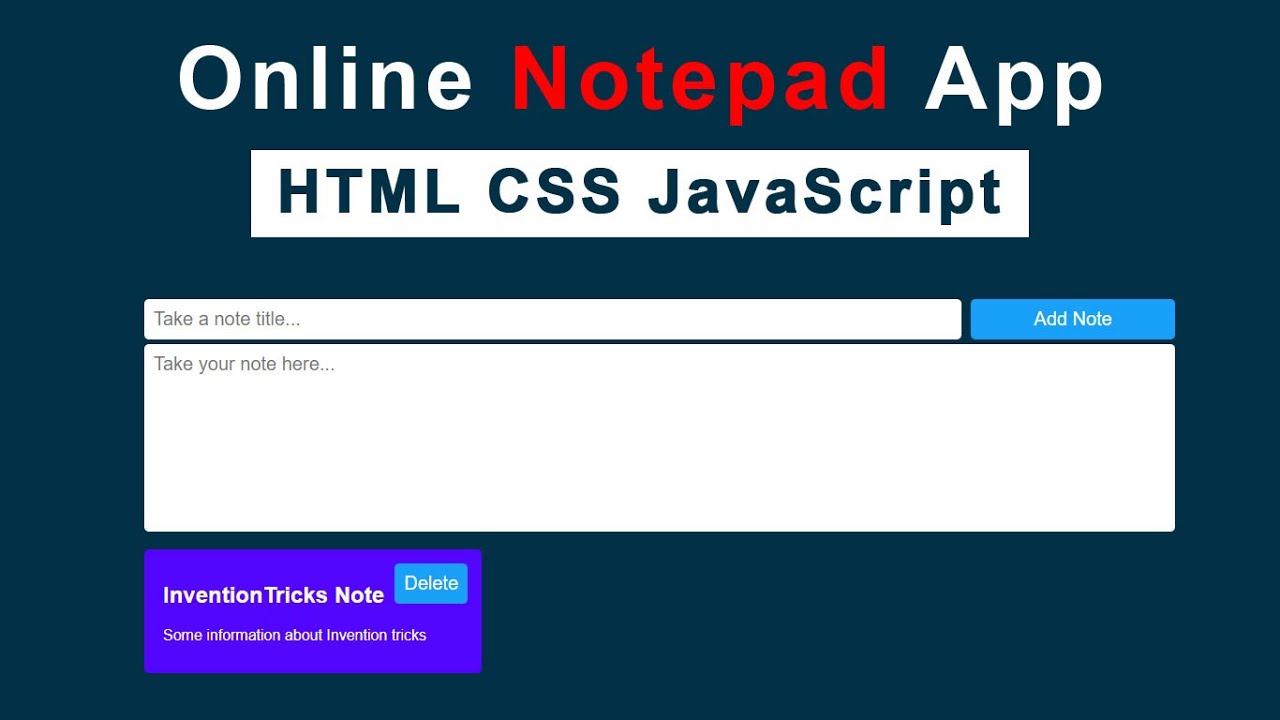 Online Notepad App
HTML CSS JavaScript
Take a note title...
Add Note
Take your note here...
InventionTricks Note
Delete
Some information about Invention tricks